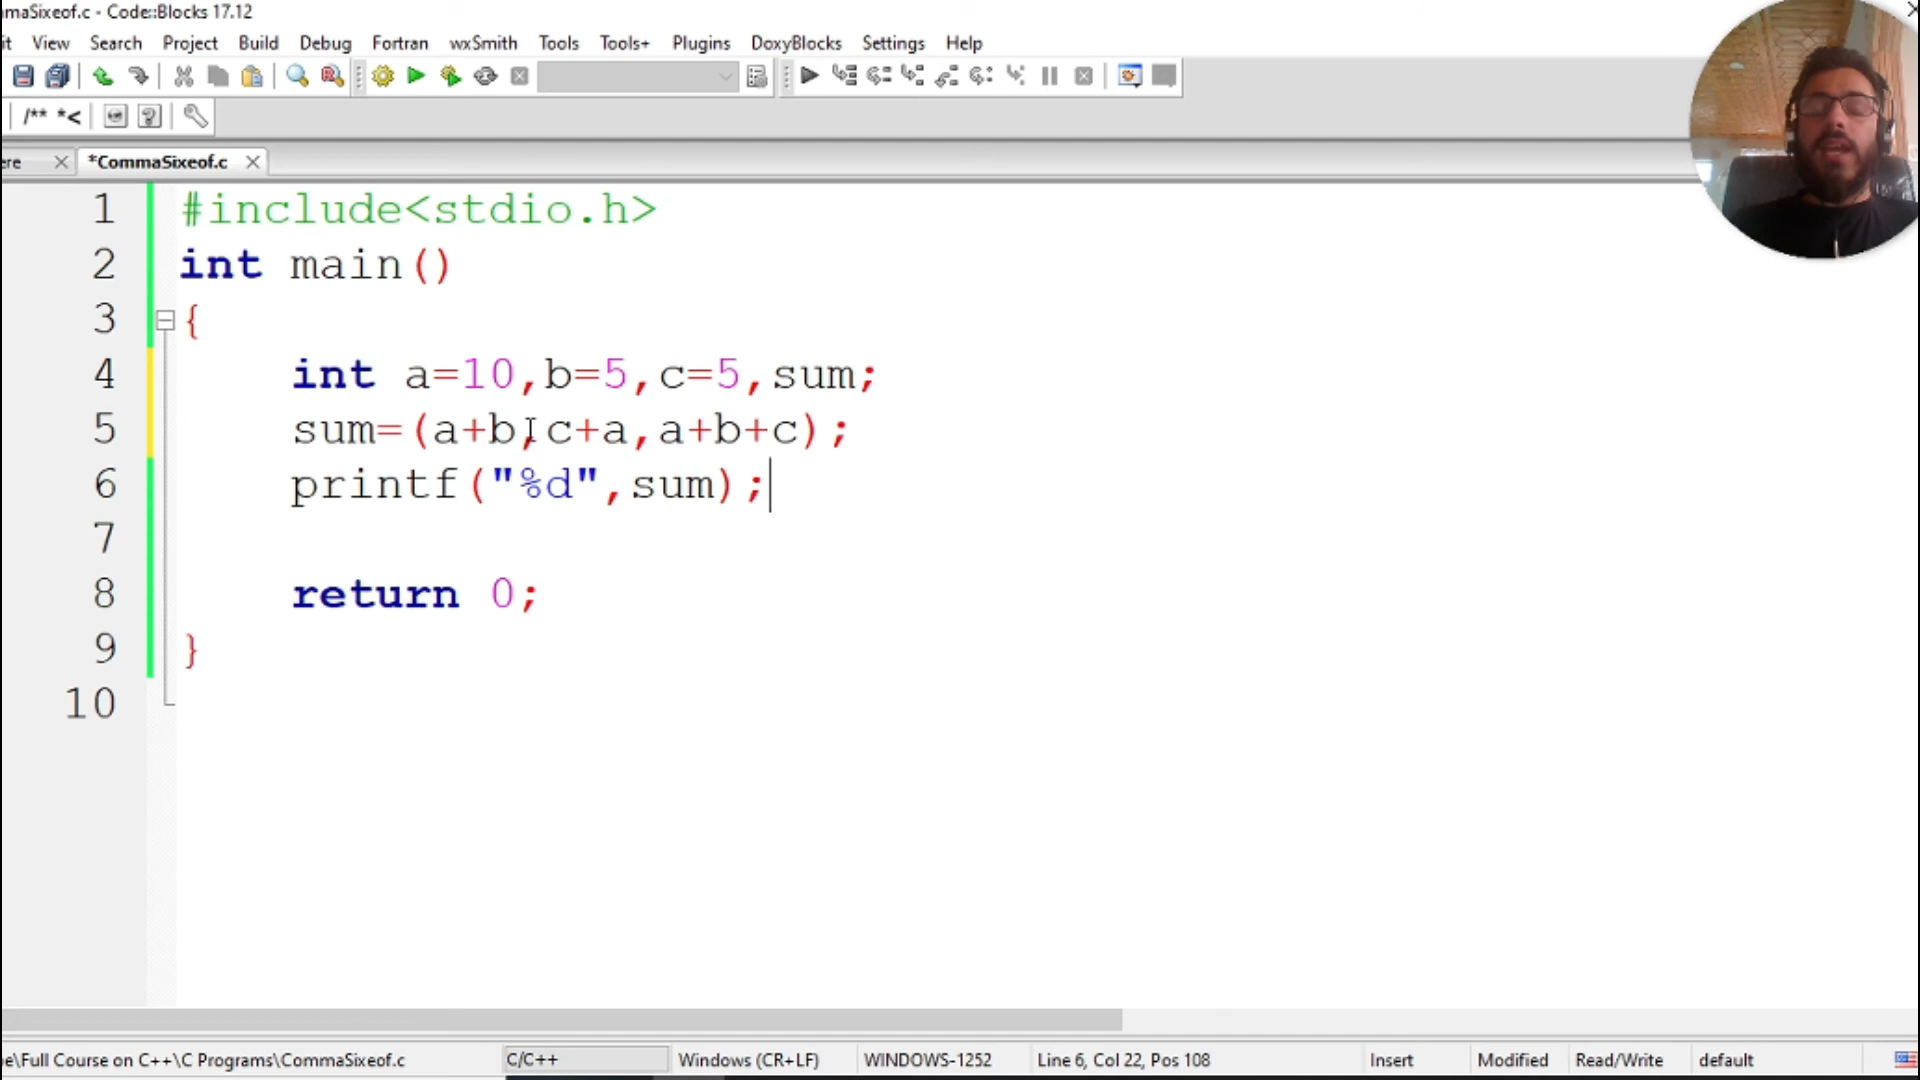 maSixeof.c - Code::Blocks 17.12
it View Search Project Build Debug Fortran wxSmith Tools Tools+ Plugins DoxyBlocks Settings Help
/** *<
ere *CommaSixeof.c
1 #include<stdio.h>
2 int main()
3 {
4 int a=10,b=5,c=5,sum;
5 sum=(a+b,c+a,a+b+c);
6 printf("%d",sum);
7
8 return 0;
9 }
10
e\Full Course on C++\C Programs\CommaSixeof.c C/C++ Windows (CR+LF) WINDOWS-1252 Line 6, Col 22, Pos 108 Insert Modified Read/Write default